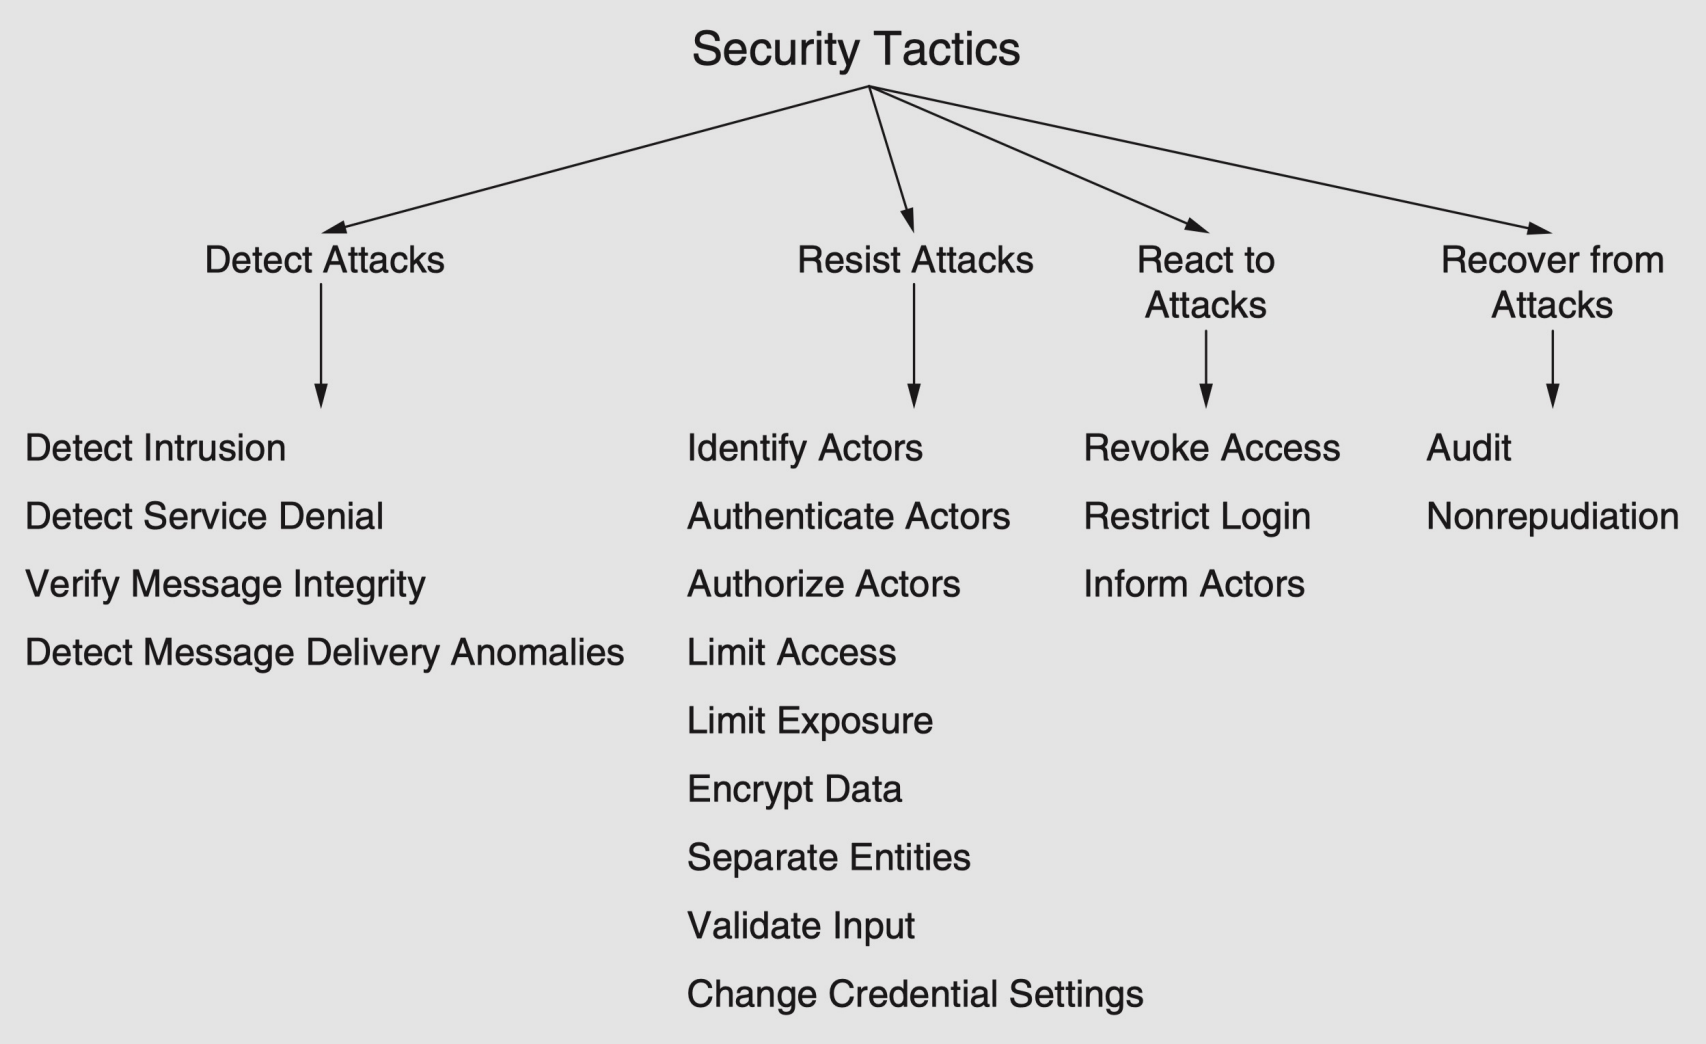 Security Tactics
Detect Attacks
Resist Attacks
React to
Attacks
Recover from
Attacks
Detect Intrusion
Detect Service Denial
Verify Message Integrity
Detect Message Delivery Anomalies
Identify Actors
Authenticate Actors
Authorize Actors
Limit Access
Limit Exposure
Encrypt Data
Separate Entities
Validate Input
Change Credential Settings
Revoke Access
Restrict Login
Inform Actors
Audit
Nonrepudiation